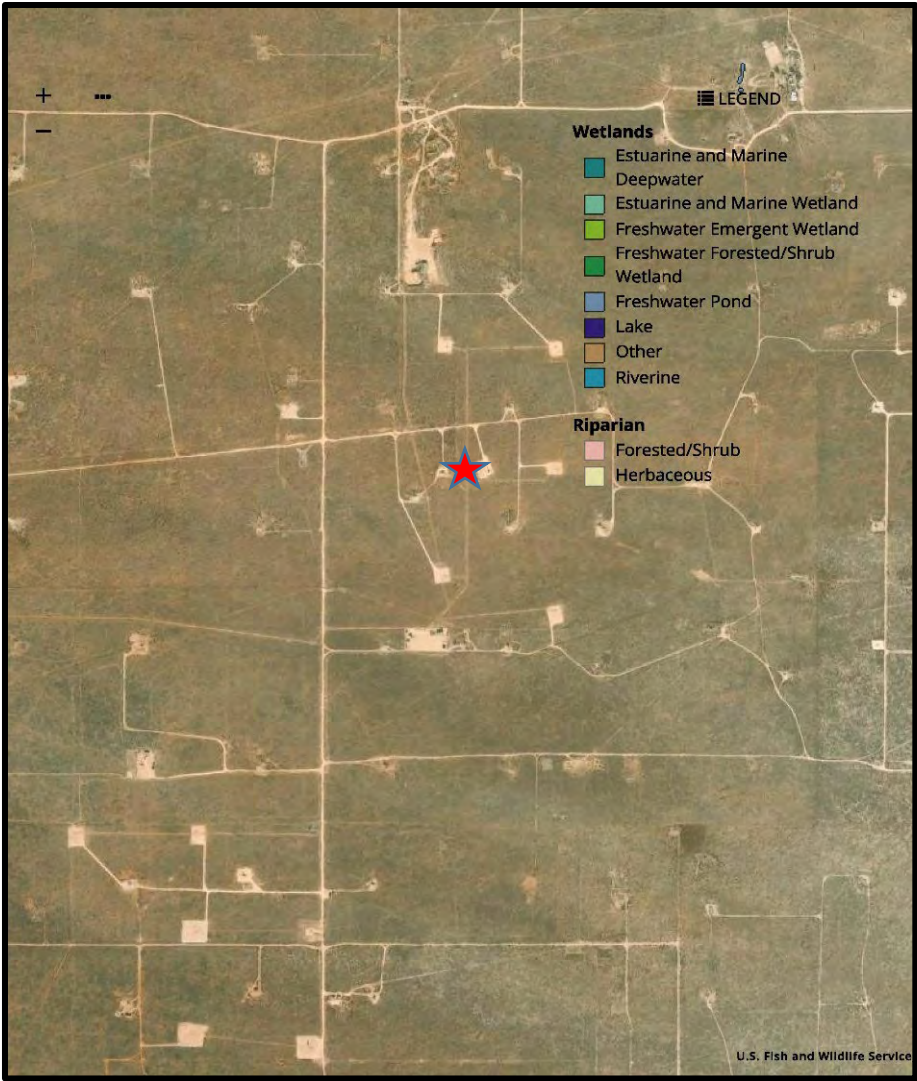 + ...
−
LEGEND
Wetlands
Estuarine and Marine
Deepwater
Estuarine and Marine Wetland
Freshwater Emergent Wetland
Freshwater Forested/Shrub
Wetland
Freshwater Pond
Lake
Other
Riverine
Riparian
Forested/Shrub
Herbaceous
U.S. Fish and Wildlife Service